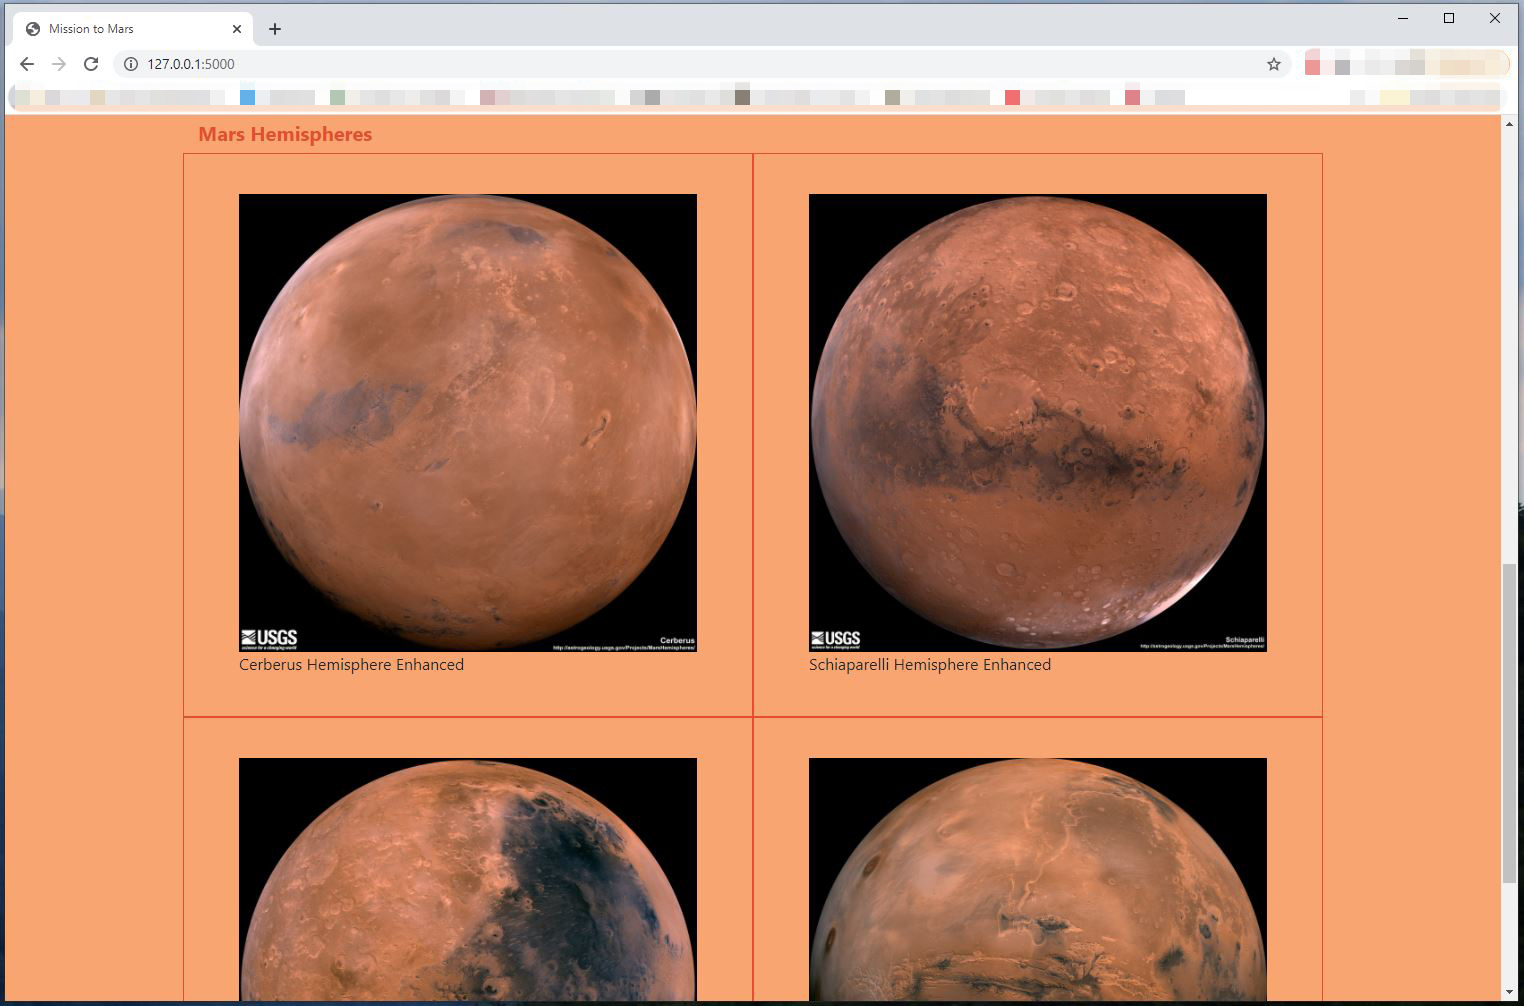 Mission to Mars
127.0.0.1:5000
Mars Hemispheres
USGS
science for a changing world
Cerberus
http://astrogeology.usgs.gov/Projects/MarsHemispheres/
Cerberus Hemisphere Enhanced
USGS
science for a changing world
Schiaparelli
http://astrogeology.usgs.gov/Projects/MarsHemispheres/
Schiaparelli Hemisphere Enhanced